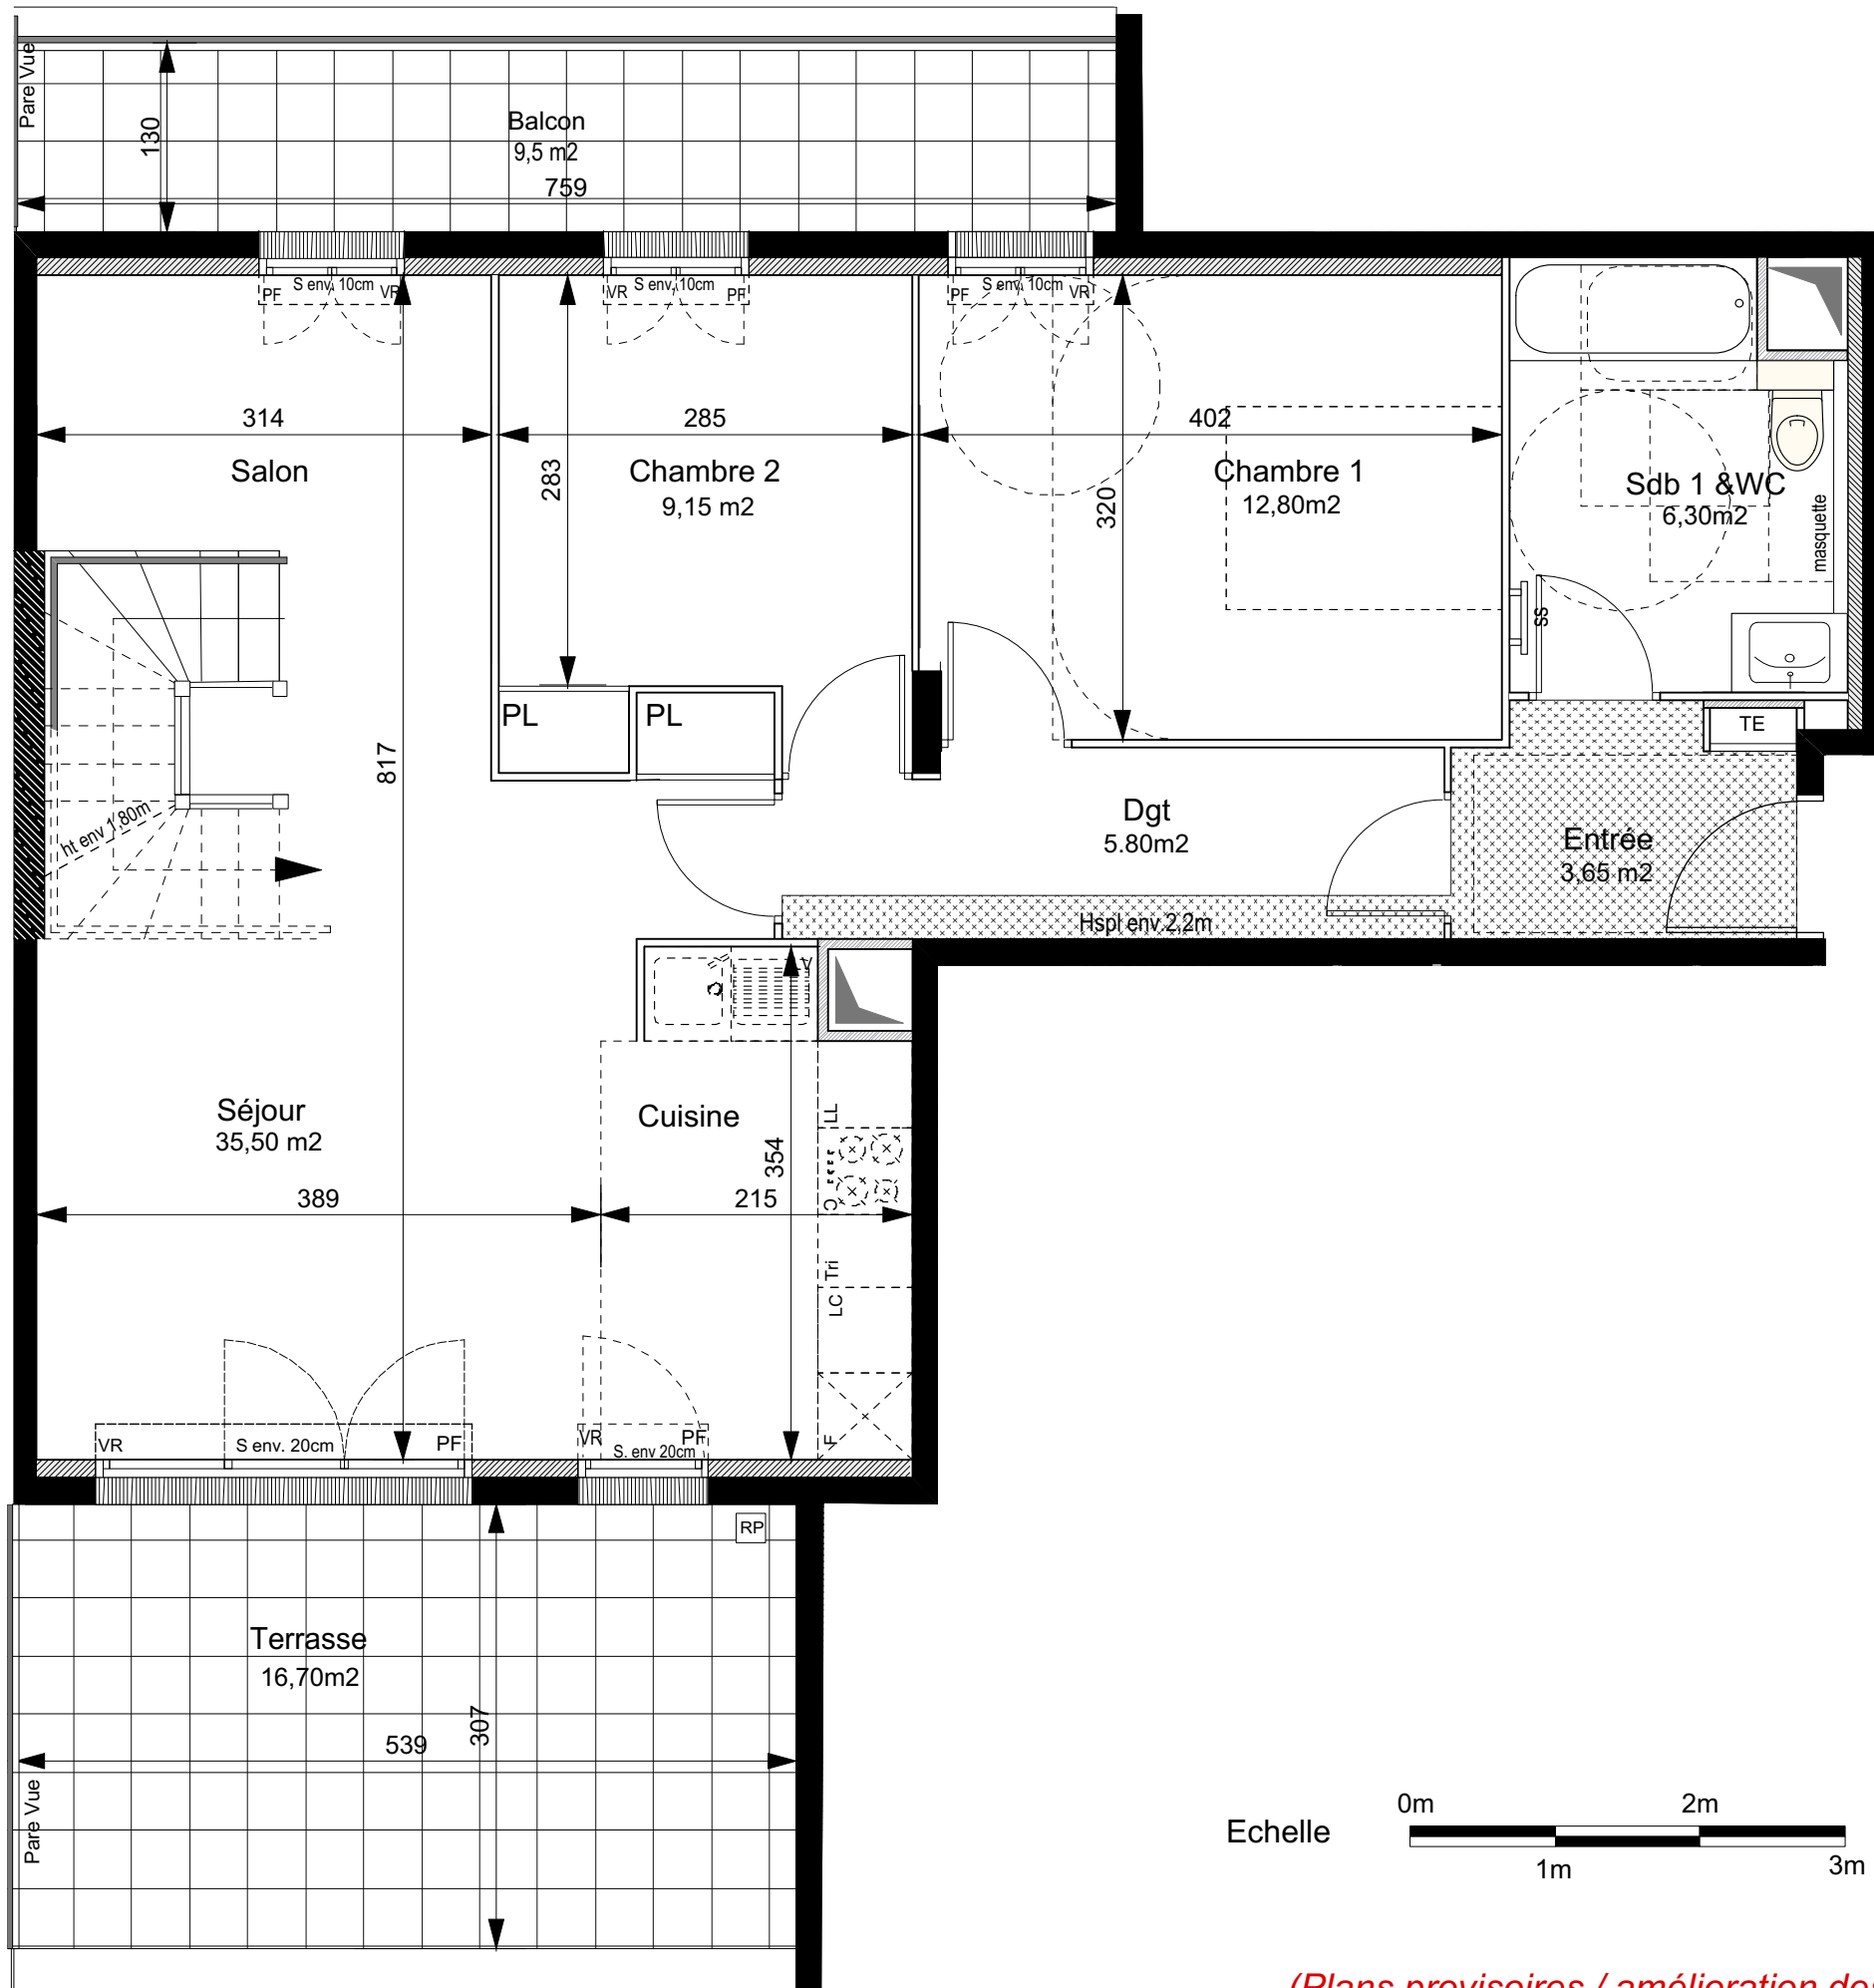 Pare Vue
130
Balcon
9,5 m2
759
PF
S env. 10cm
VR
VR
S env. 10cm
PF
PF
S env. 10cm
VR
314
285
402
Salon
Chambre 2
9,15 m2
283
Chambre 1
12,80m2
320
Sdb 1 &WC
6,30m2
masquette
SS
PL
PL
TE
817
ht env 1,80m
Dgt
5.80m2
Entrée
3,65 m2
Hspl env.2,2m
V
Séjour
35,50 m2
Cuisine
LL
354
389
215
C
Tri
LC
VR
S env. 20cm
PF
VR
S. env 20cm
PF
F
RP
Terrasse
16,70m2
307
539
Pare Vue
Echelle
0m
2m
1m
3m
(Plans provisoires / amélioration de